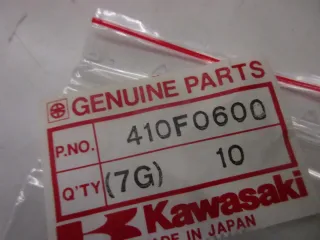 GENUINE PARTS
P.NO. 410F0600
Q'TY (7G) 10
Kawasaki
MADE IN JAPAN